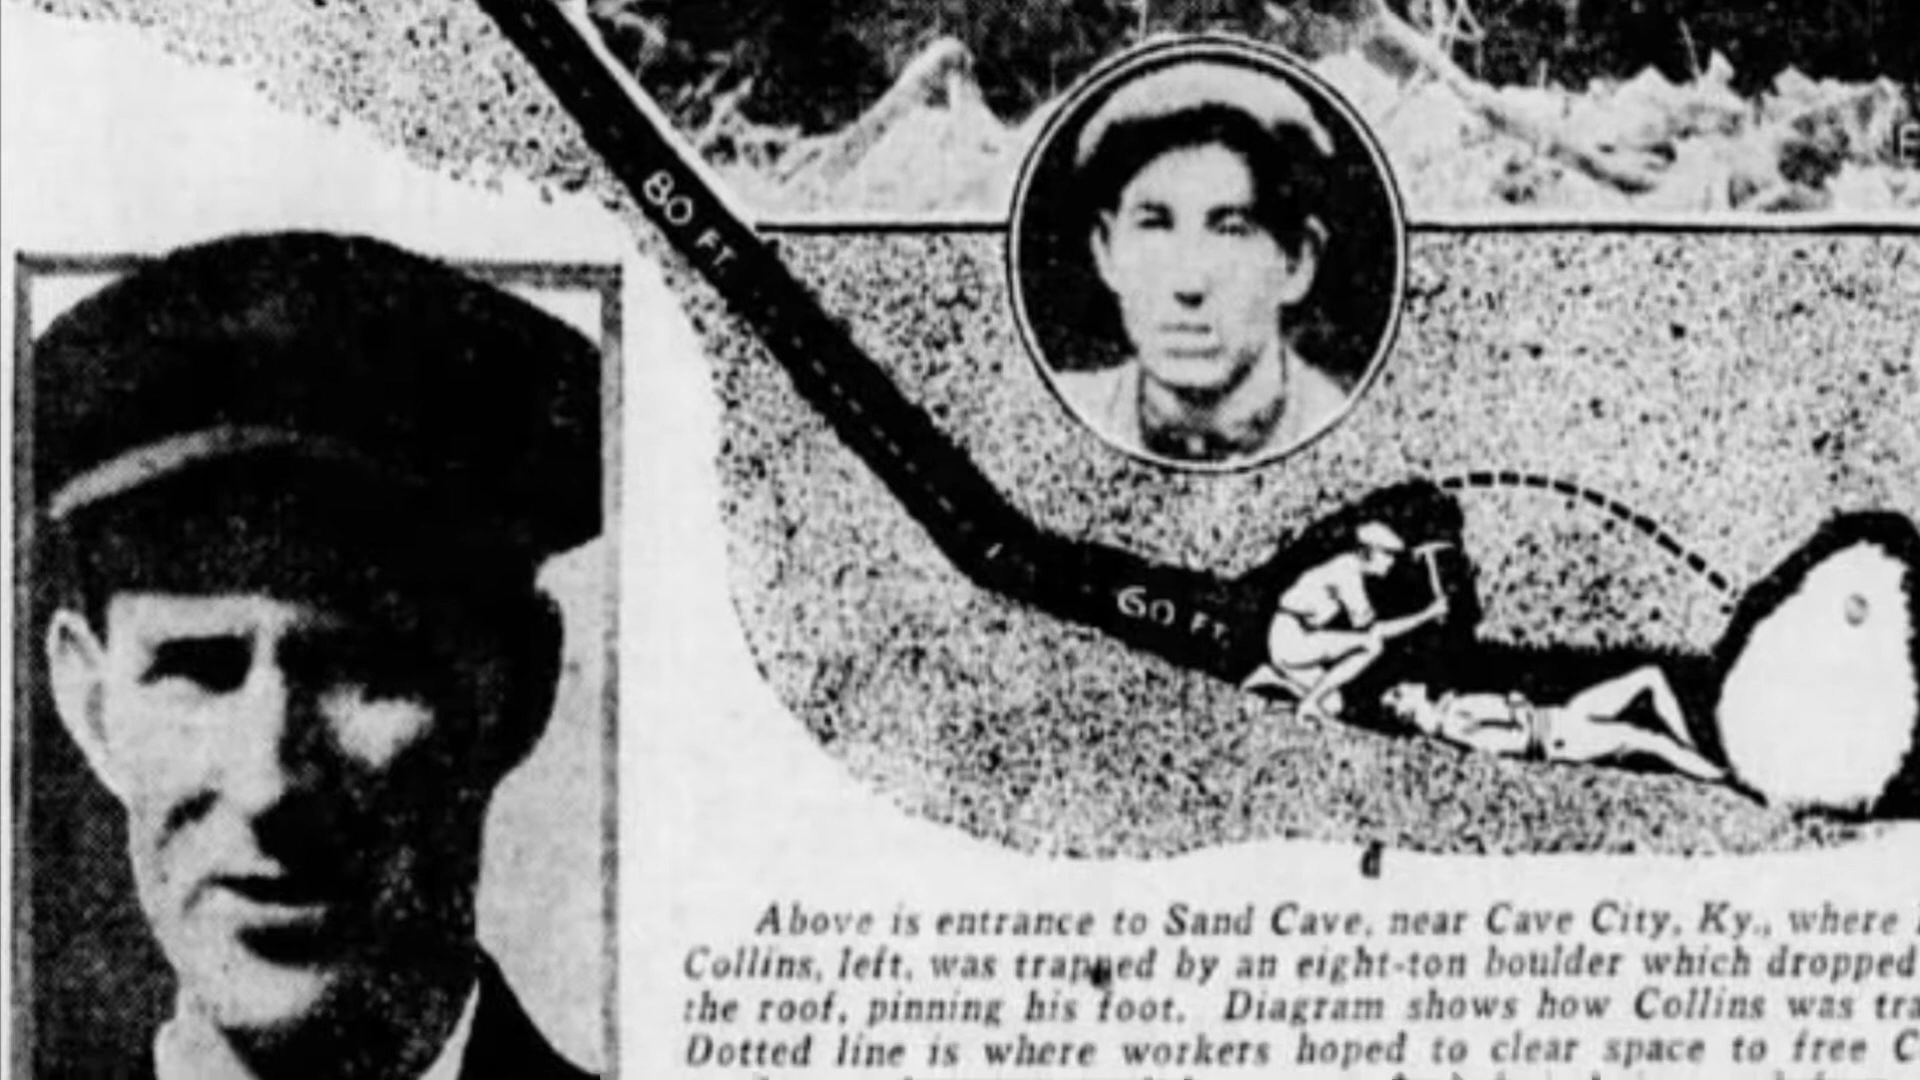 80 FT.
60 FT.
Above is entrance to Sand Cave, near Cave City, Ky., where
Collins, left, was trapped by an eight-ton boulder which dropped
the roof, pinning his foot. Diagram shows how Collins was tra
Dotted line is where workers hoped to clear space to free C